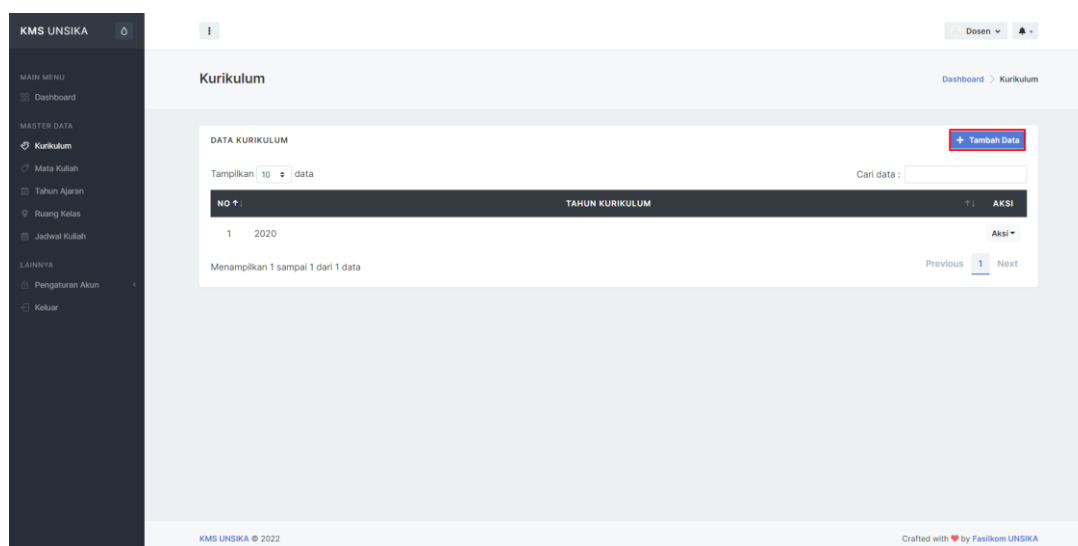 KMS UNSIKA
Dosen
Kurikulum
Dashboard > Kurikulum
MAIN MENU
Dashboard
MASTER DATA
Kurikulum
Mata Kuliah
Tahun Ajaran
Ruang Kelas
Jadwal Kuliah
LAINNYA
Pengaturan Akun
Keluar
DATA KURIKULUM
+ Tambah Data
Tampilkan 10 data
Cari data :
NO TAHUN KURIKULUM AKSI
1 2020 Aksi
Menampilkan 1 sampai 1 dari 1 data
Previous 1 Next
KMS UNSIKA © 2022
Crafted with ❤ by Fasilkom UNSIKA